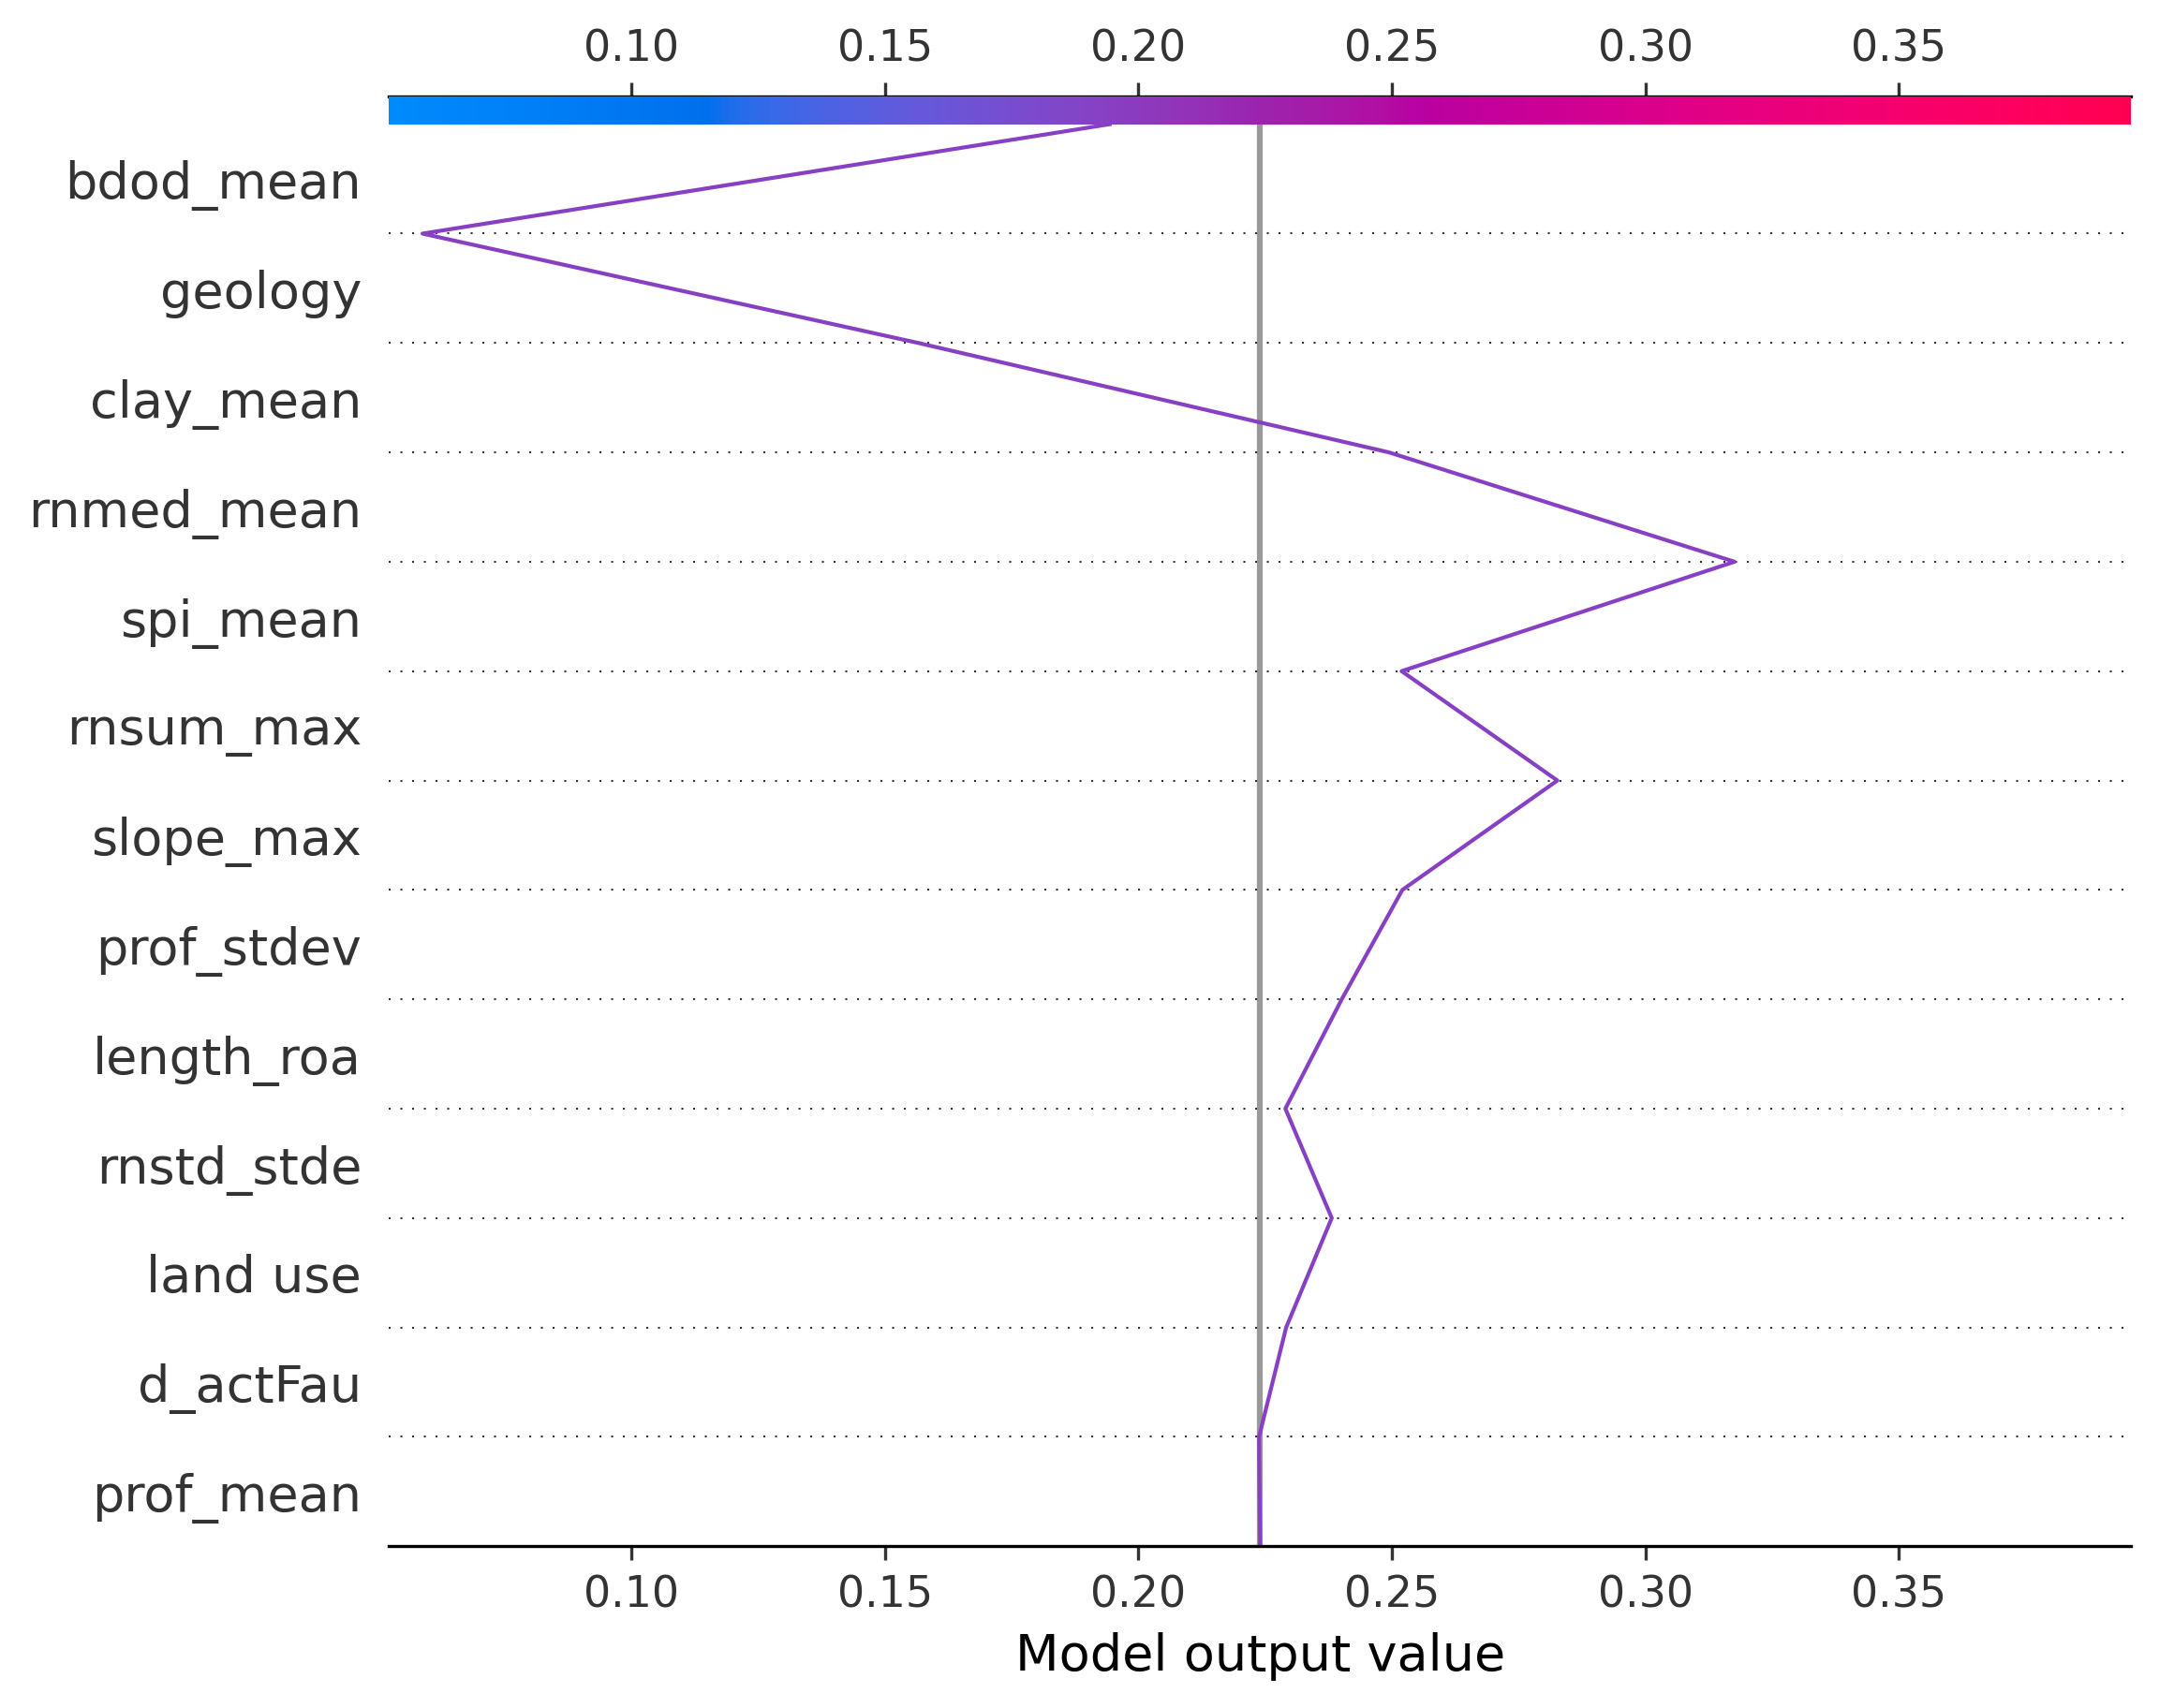 0.10 0.15 0.20 0.25 0.30 0.35
bdod_mean
geology
clay_mean
rnmed_mean
spi_mean
rnsum_max
slope_max
prof_stdev
length_roa
rnstd_stde
land use
d_actFau
prof_mean
0.10 0.15 0.20 0.25 0.30 0.35
Model output value